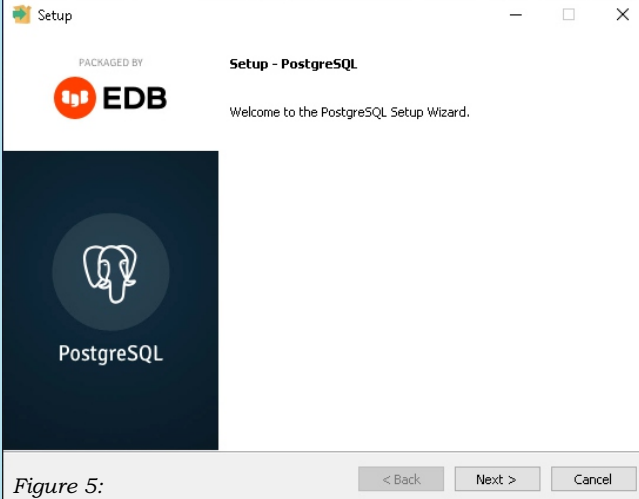 Setup
PACKAGED BY
EDB
Setup - PostgreSQL
Welcome to the PostgreSQL Setup Wizard.
PostgreSQL
< Back
Next >
Cancel
Figure 5: